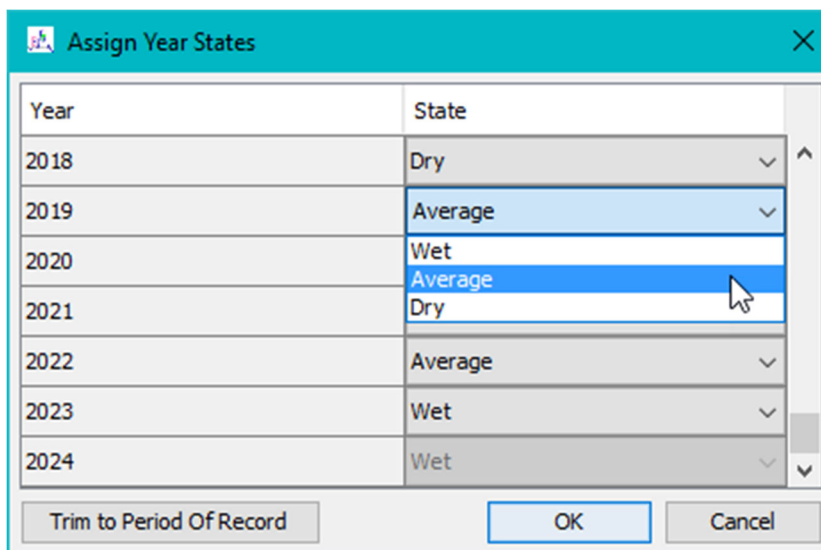 Assign Year States
Year State
2018 Dry
2019 Average
2020 Wet
Average
2021 Dry
2022 Average
2023 Wet
2024 Wet
Trim to Period Of Record OK Cancel